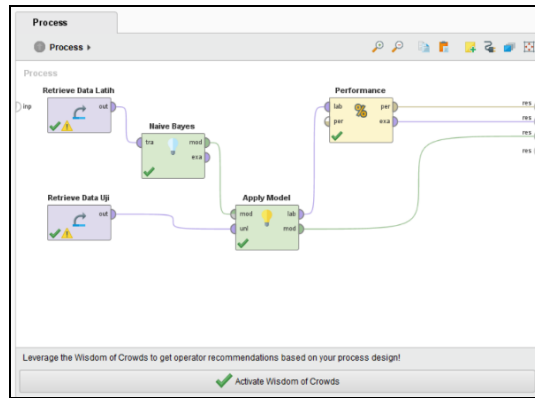 Process
Process
Process
Retrieve Data Latih
inp
out
Naive Bayes
tra
mod
exa
Retrieve Data Uji
out
Apply Model
mod
lab
unl
mod
Performance
lab
per
per
exa
res
res
res
res
Leverage the Wisdom of Crowds to get operator recommendations based on your process design!
Activate Wisdom of Crowds